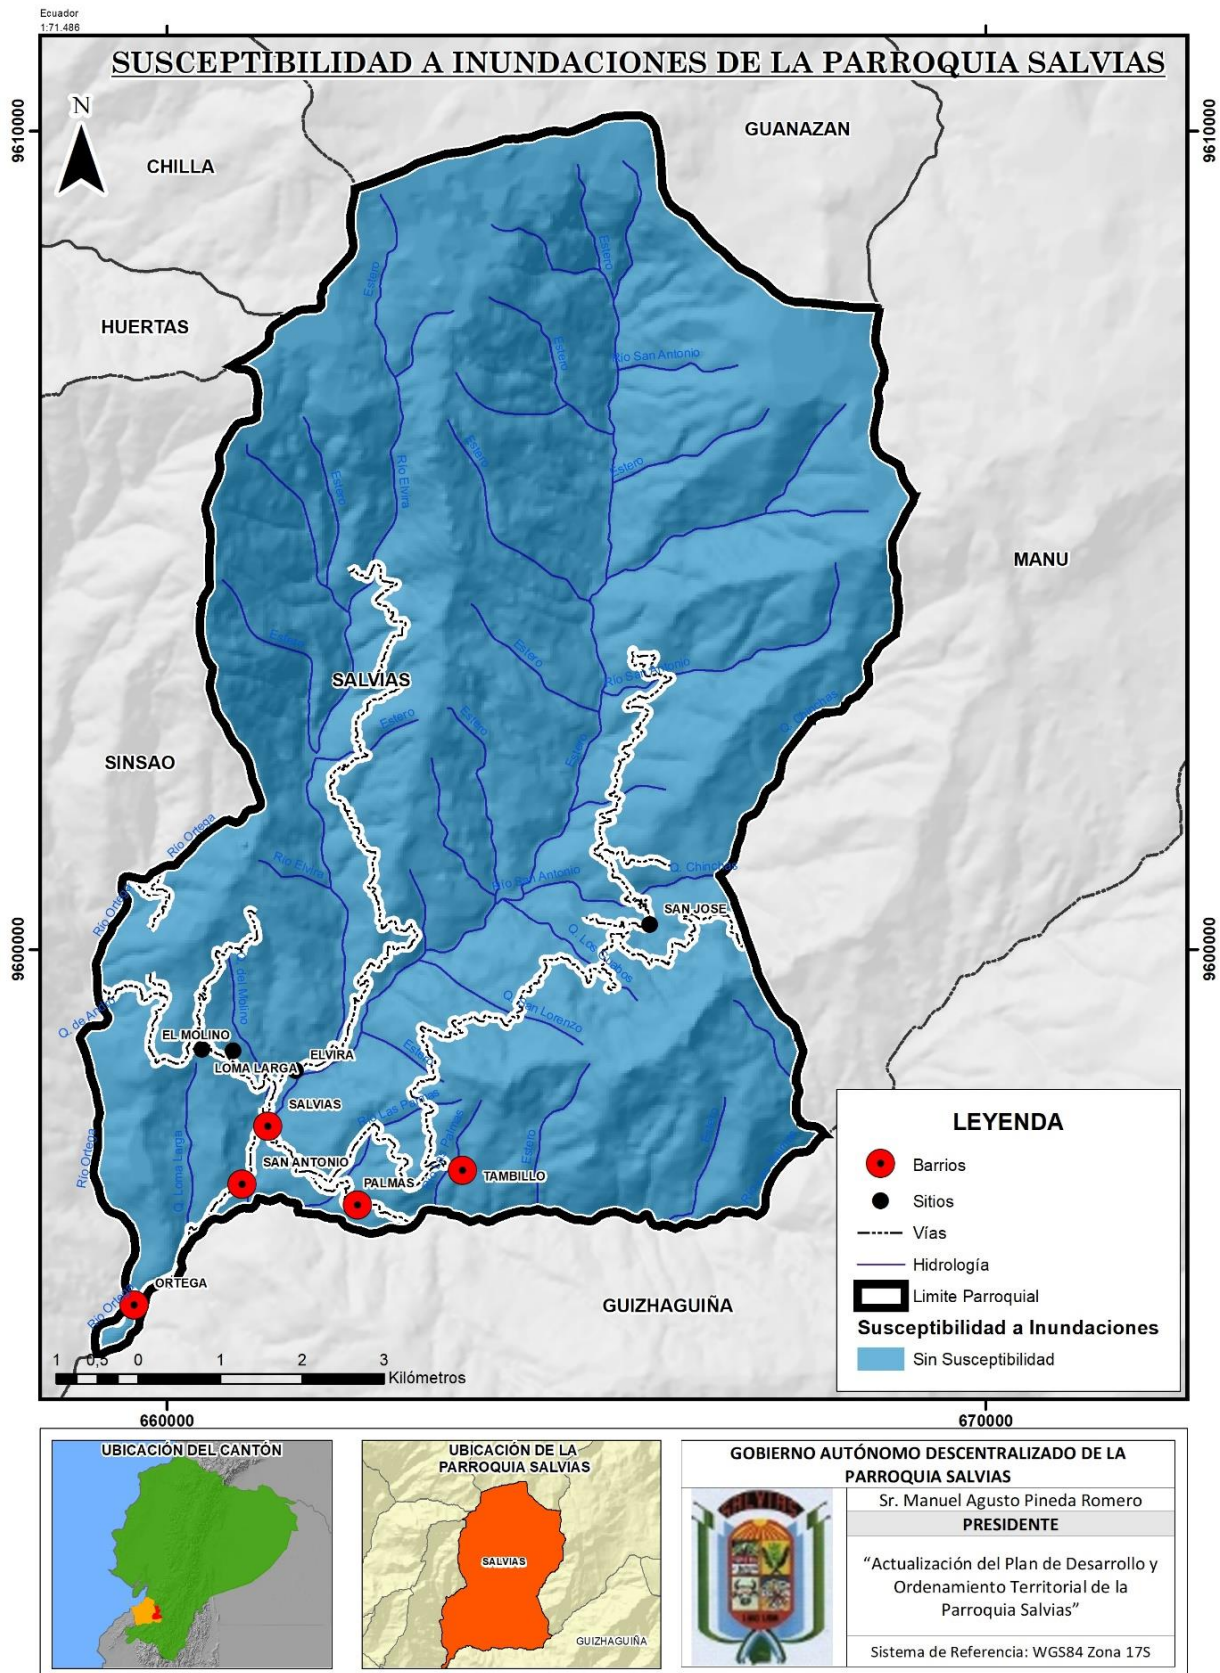 Ecuador
1:71.486
SUSCEPTIBILIDAD A INUNDACIONES DE LA PARROQUIA SALVIAS
N
9610000
9610000
GUANAZAN
CHILLA
Estero
Estero
HUERTAS
Estero
Río San Antonio
Estero
Estero
Río Elvira
Estero
MANU
Estero
Estero
Río San Antonio
SALVIAS
Q. Chinchas
Estero
Estero
Estero
SINSAO
Río Ortega
Río Elvira
Río San Antonio
Q. Chinchas
Río Ortega
SAN JOSE
9600000
9600000
Q. del Molino
Q. San Lorenzo
EL MOLINO
ELVIRA
LOMA LARGA
Estero
SALVIAS
Río Las Palmas
Río Ortega
Q. Loma Larga
SAN ANTONIO
PALMAS
TAMBILLO
Estero
ORTEGA
Río Ortega
GUIZHAGUIÑA
LEYENDA
Barrios
Sitios
Vías
Hidrología
Limite Parroquial
Susceptibilidad a Inundaciones
Sin Susceptibilidad
1 0,5 0 1 2 3
Kilómetros
660000
670000
UBICACIÓN DEL CANTÓN
UBICACIÓN DE LA
PARROQUIA SALVIAS
SALVIAS
GUIZHAGUIÑA
GOBIERNO AUTÓNOMO DESCENTRALIZADO DE LA
PARROQUIA SALVIAS
SALVIAS
Sr. Manuel Agusto Pineda Romero
PRESIDENTE
“Actualización del Plan de Desarrollo y
Ordenamiento Territorial de la
Parroquia Salvias”
Sistema de Referencia: WGS84 Zona 17S